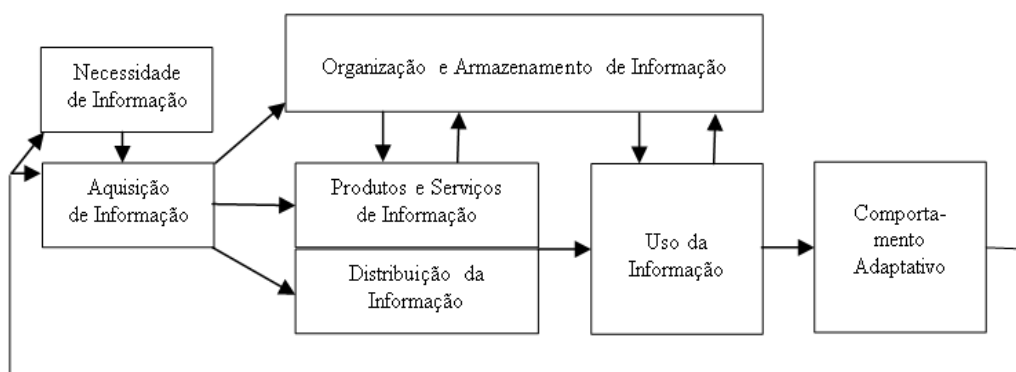 Necessidade
de Informação
Organização e Armazenamento de Informação
Aquisição
de Informação
Produtos e Serviços
de Informação
Distribuição da
Informação
Uso da
Informação
Comporta-
mento
Adaptativo